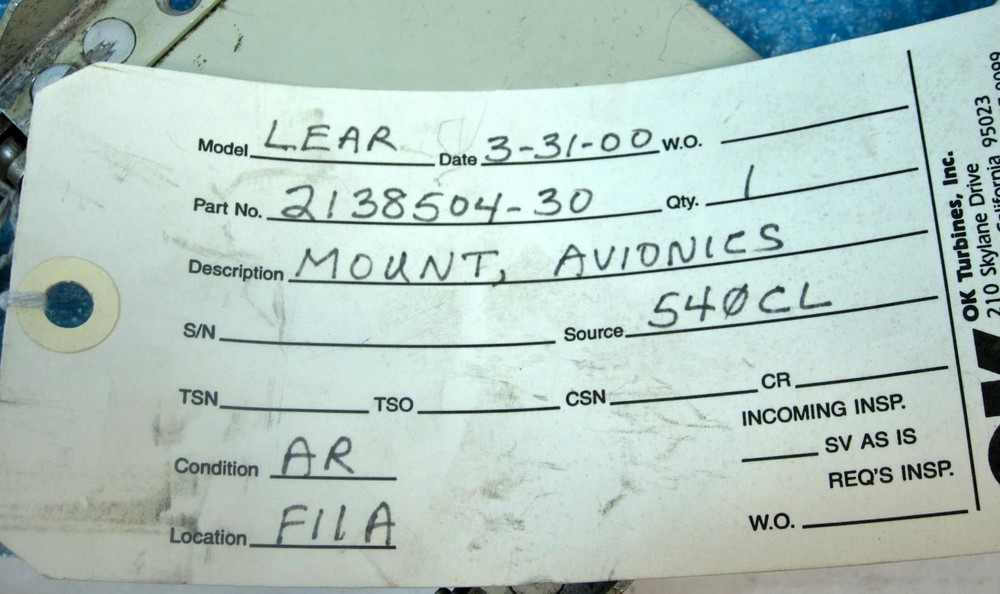 Model LEAR Date 3-31-00 W.O.
Part No. 2138504-30 Qty. 1
Description MOUNT, AVIONICS
S/N Source 540CL
TSN TSO CSN CR
INCOMING INSP.
SV AS IS
Condition AR REQ'S INSP.
Location F11A W.O.
OK Turbines, Inc.
210 Skylane Drive
California 95023